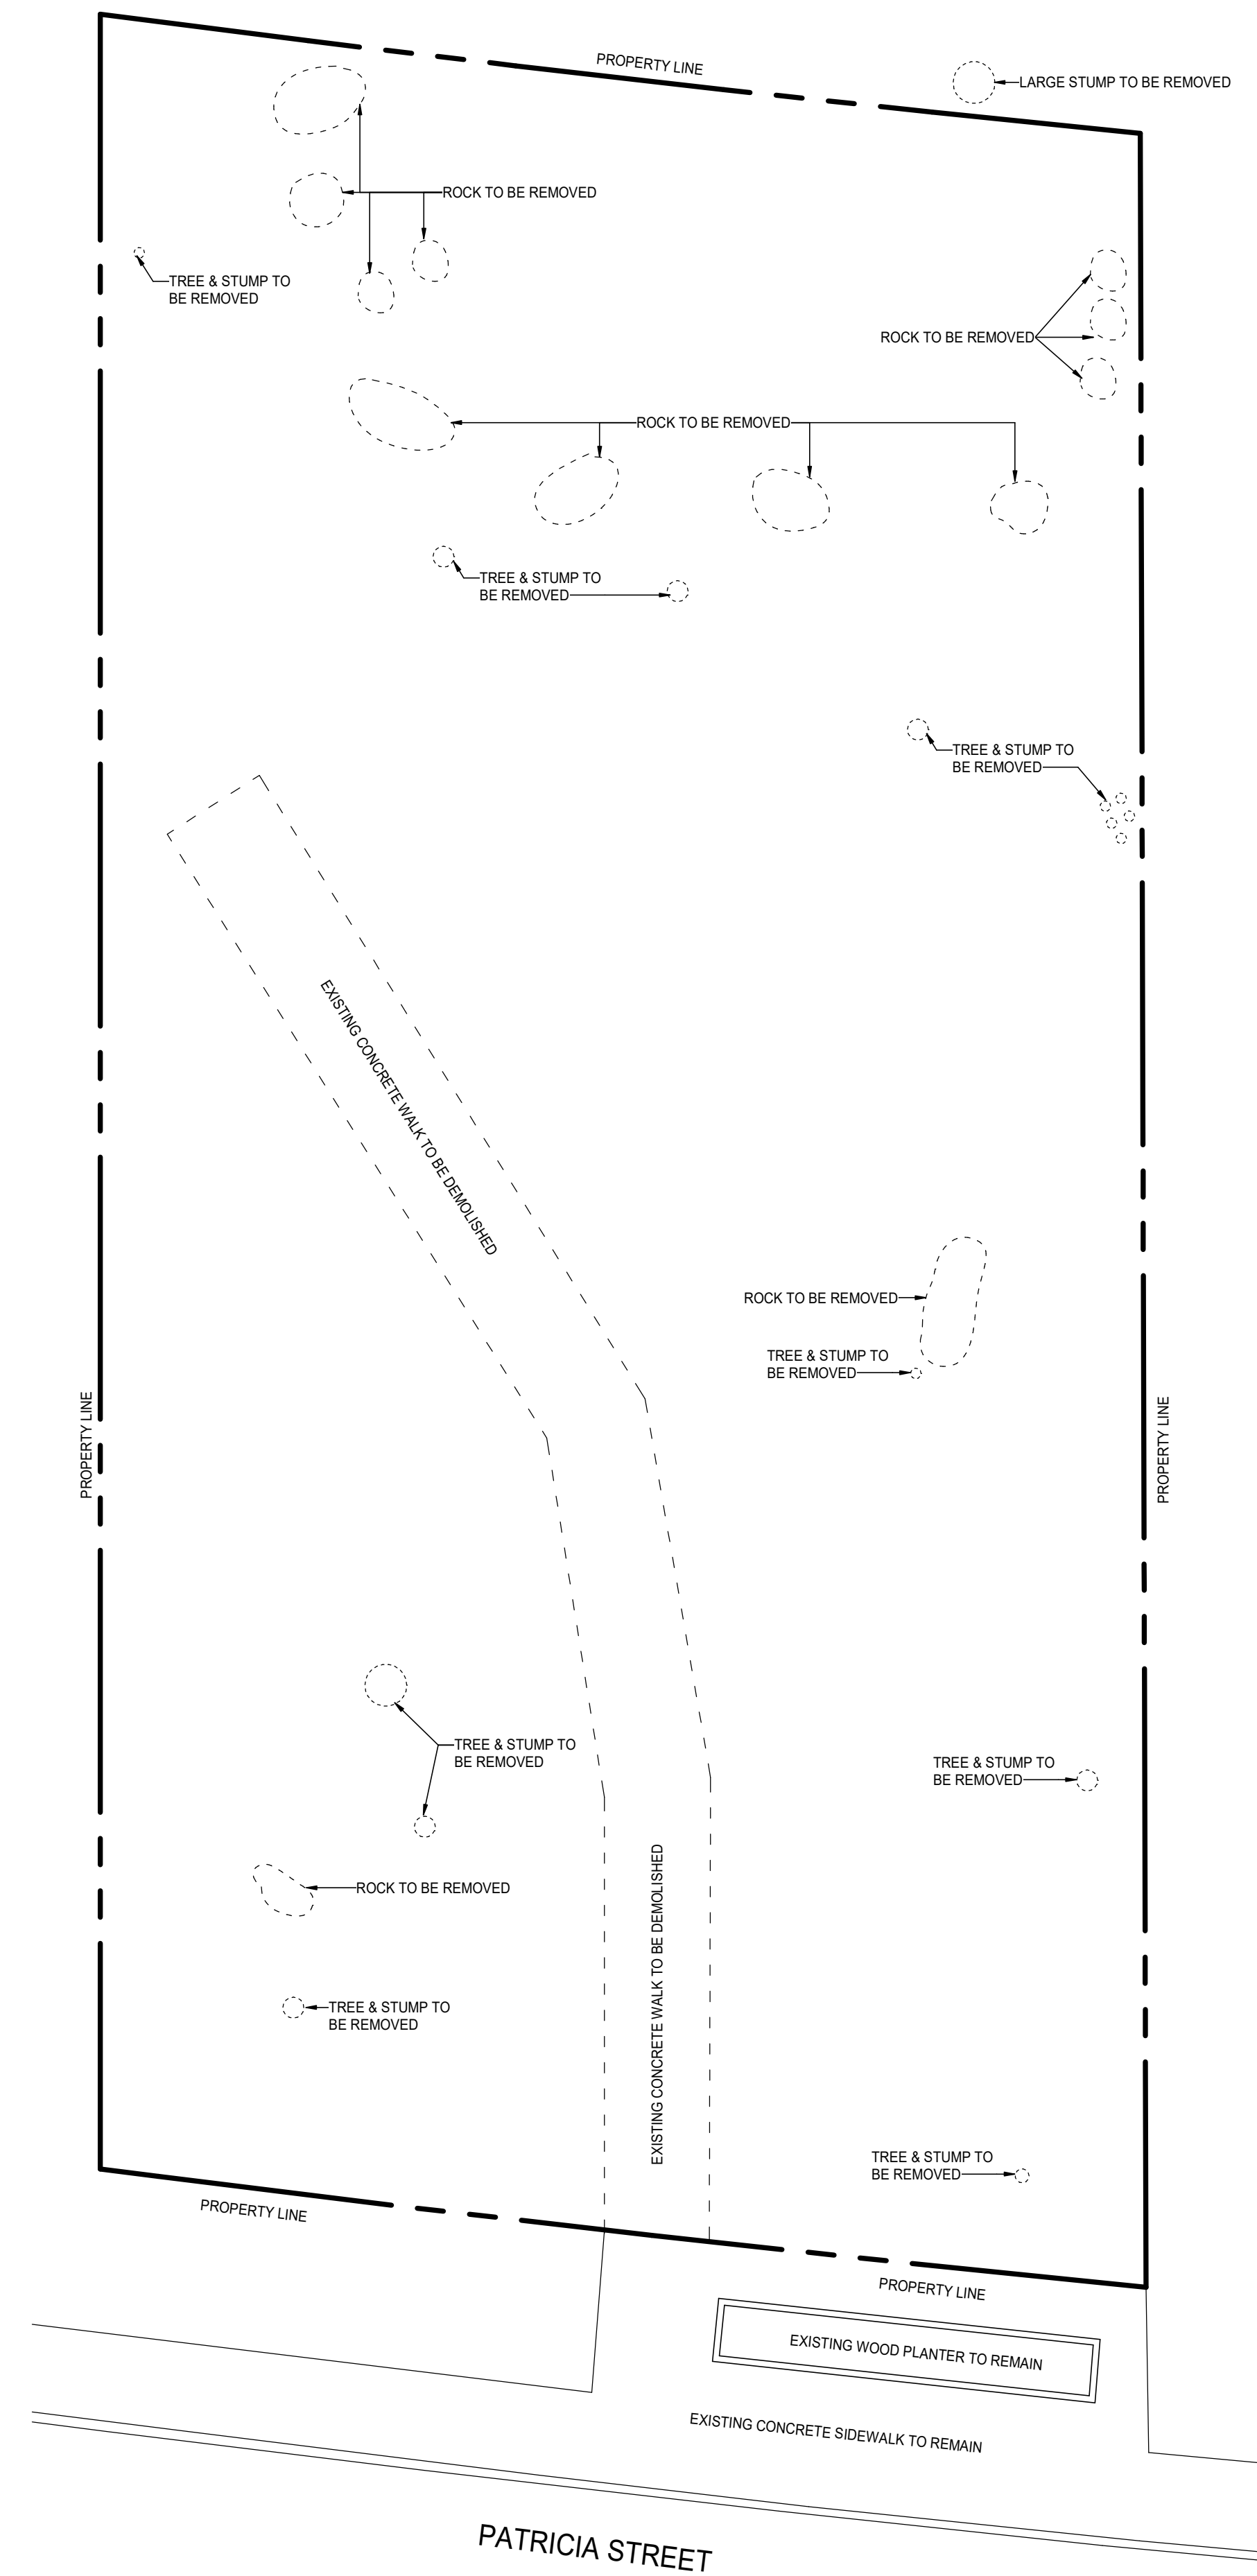 PROPERTY LINE
LARGE STUMP TO BE REMOVED
ROCK TO BE REMOVED
TREE & STUMP TO
BE REMOVED
ROCK TO BE REMOVED
ROCK TO BE REMOVED
TREE & STUMP TO
BE REMOVED
TREE & STUMP TO
BE REMOVED
EXISTING CONCRETE WALK TO BE DEMOLISHED
ROCK TO BE REMOVED
TREE & STUMP TO
BE REMOVED
PROPERTY LINE
PROPERTY LINE
TREE & STUMP TO
BE REMOVED
TREE & STUMP TO
BE REMOVED
EXISTING CONCRETE WALK TO BE DEMOLISHED
ROCK TO BE REMOVED
TREE & STUMP TO
BE REMOVED
TREE & STUMP TO
BE REMOVED
PROPERTY LINE
PROPERTY LINE
EXISTING WOOD PLANTER TO REMAIN
EXISTING CONCRETE SIDEWALK TO REMAIN
PATRICIA STREET